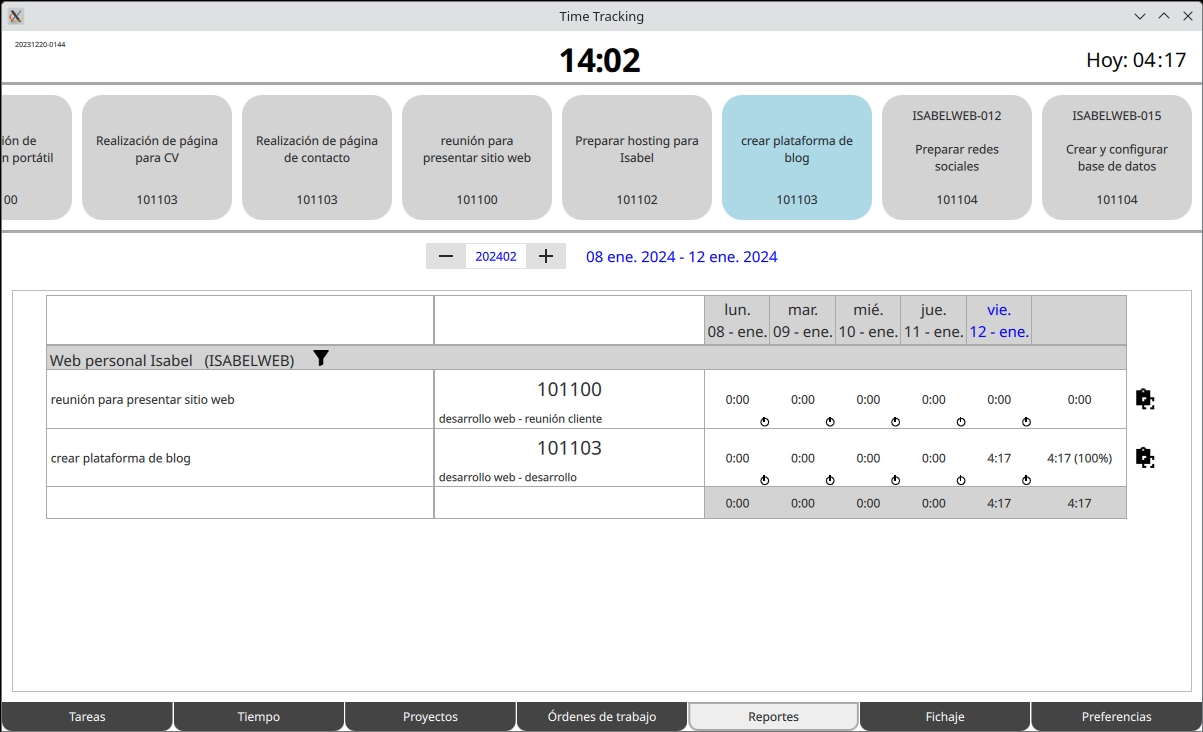 Time Tracking
20231220-0144
14:02
Hoy: 04:17
ión de
n portátil
00
Realización de página
para CV
101103
Realización de página
de contacto
101103
reunión para
presentar sitio web
101100
Preparar hosting para
Isabel
101102
crear plataforma de
blog
101103
ISABELWEB-012
Preparar redes
sociales
101104
ISABELWEB-015
Crear y configurar
base de datos
101104
202402
08 ene. 2024 - 12 ene. 2024
lun. mar. mié. jue. vie.
08 - ene. 09 - ene. 10 - ene. 11 - ene. 12 - ene.
Web personal Isabel (ISABELWEB)
reunión para presentar sitio web
101100
desarrollo web - reunión cliente
0:00 0:00 0:00 0:00 0:00 0:00
crear plataforma de blog
101103
desarrollo web - desarrollo
0:00 0:00 0:00 0:00 4:17 4:17 (100%)
0:00 0:00 0:00 0:00 4:17 4:17
Tareas Tiempo Proyectos Órdenes de trabajo Reportes Fichaje Preferencias